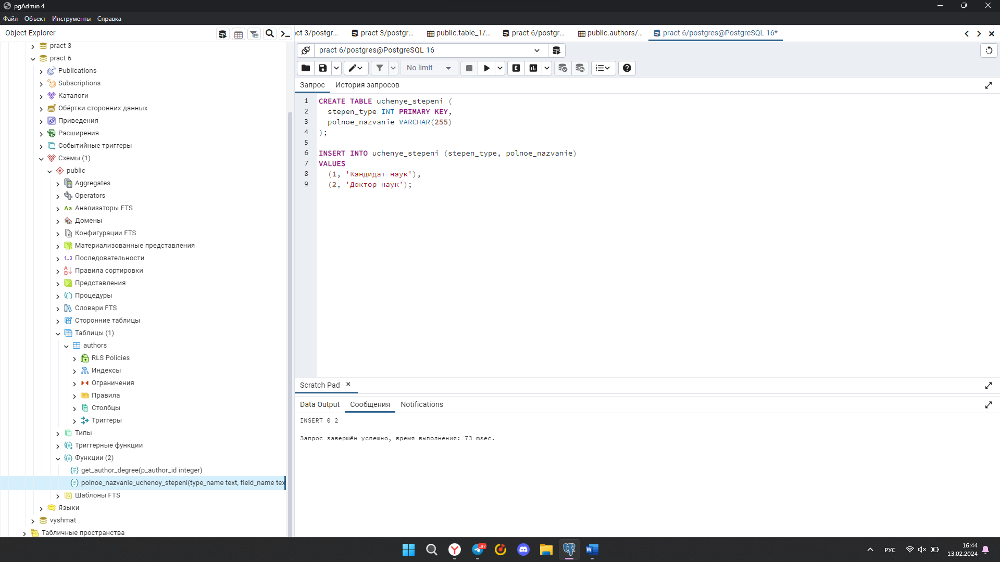 pgAdmin 4
Файл Объект Инструменты Справка
Object Explorer
act 3/postgr...
pract 3/postgr...
public.table_1/...
pract 6/postgr...
public.authors/...
pract 6/postgres@PostgreSQL 16*
pract 6/postgres@PostgreSQL 16
No limit
E
Запрос
История запросов
pract 3
pract 6
Publications
Subscriptions
Каталоги
Обёртки сторонних данных
Приведения
Расширения
Событийные триггеры
Схемы (1)
public
Aggregates
Operators
Aa Анализаторы FTS
Домены
Конфигурации FTS
Материализованные представления
1..3 Последовательности
Правила сортировки
Представления
Процедуры
Словари FTS
Сторонние таблицы
Таблицы (1)
authors
RLS Policies
Индексы
Ограничения
Правила
Столбцы
Триггеры
Типы
Триггерные функции
Функции (2)
get_author_degree(p_author_id integer)
polnoe_nazvanie_uchenoy_stepeni(type_name text, field_name tex
Шаблоны FTS
Языки
vyshmat
Табличные пространства
1 CREATE TABLE uchenye_stepeni (
2 stepen_type INT PRIMARY KEY,
3 polnoe_nazvanie VARCHAR(255)
4 );
5
6 INSERT INTO uchenye_stepeni (stepen_type, polnoe_nazvanie)
7 VALUES
8 (1, 'Кандидат наук'),
9 (2, 'Доктор наук');
Scratch Pad
Data Output
Сообщения
Notifications
INSERT 0 2
Запрос завершён успешно, время выполнения: 73 msec.
97
РУС
16:44
13.02.2024